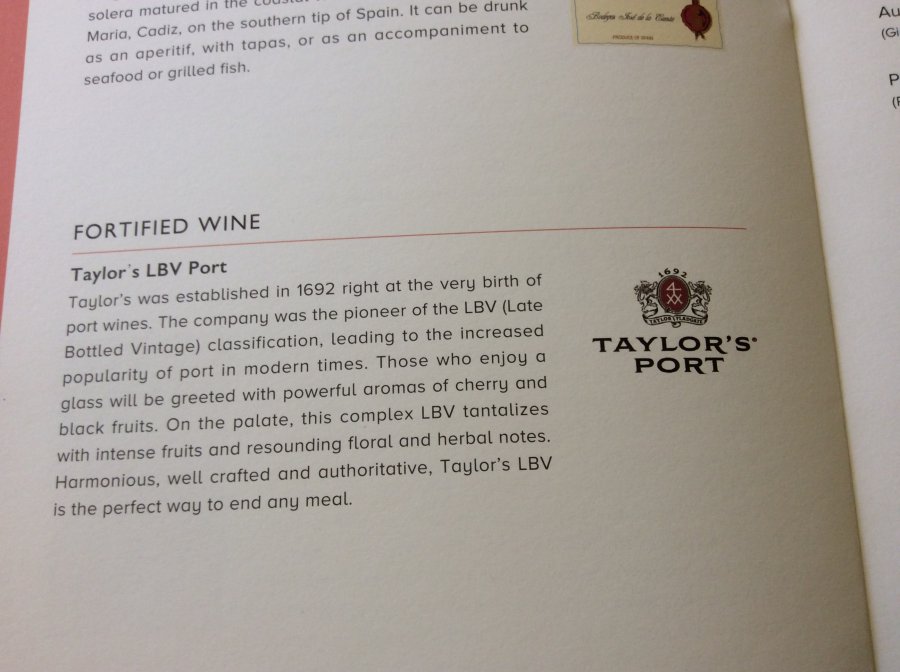 solera matured in the coastal
Maria, Cadiz, on the southern tip of Spain. It can be drunk
as an aperitif, with tapas, or as an accompaniment to
seafood or grilled fish.
PRODUCE OF SPAIN
FORTIFIED WINE
Taylor's LBV Port
Taylor's was established in 1692 right at the very birth of
port wines. The company was the pioneer of the LBV (Late
Bottled Vintage) classification, leading to the increased
popularity of port in modern times. Those who enjoy a
glass will be greeted with powerful aromas of cherry and
black fruits. On the palate, this complex LBV tantalizes
with intense fruits and resounding floral and herbal notes.
Harmonious, well crafted and authoritative, Taylor's LBV
is the perfect way to end any meal.
1692
TAYLOR'S
PORT
Au
(Gi
P